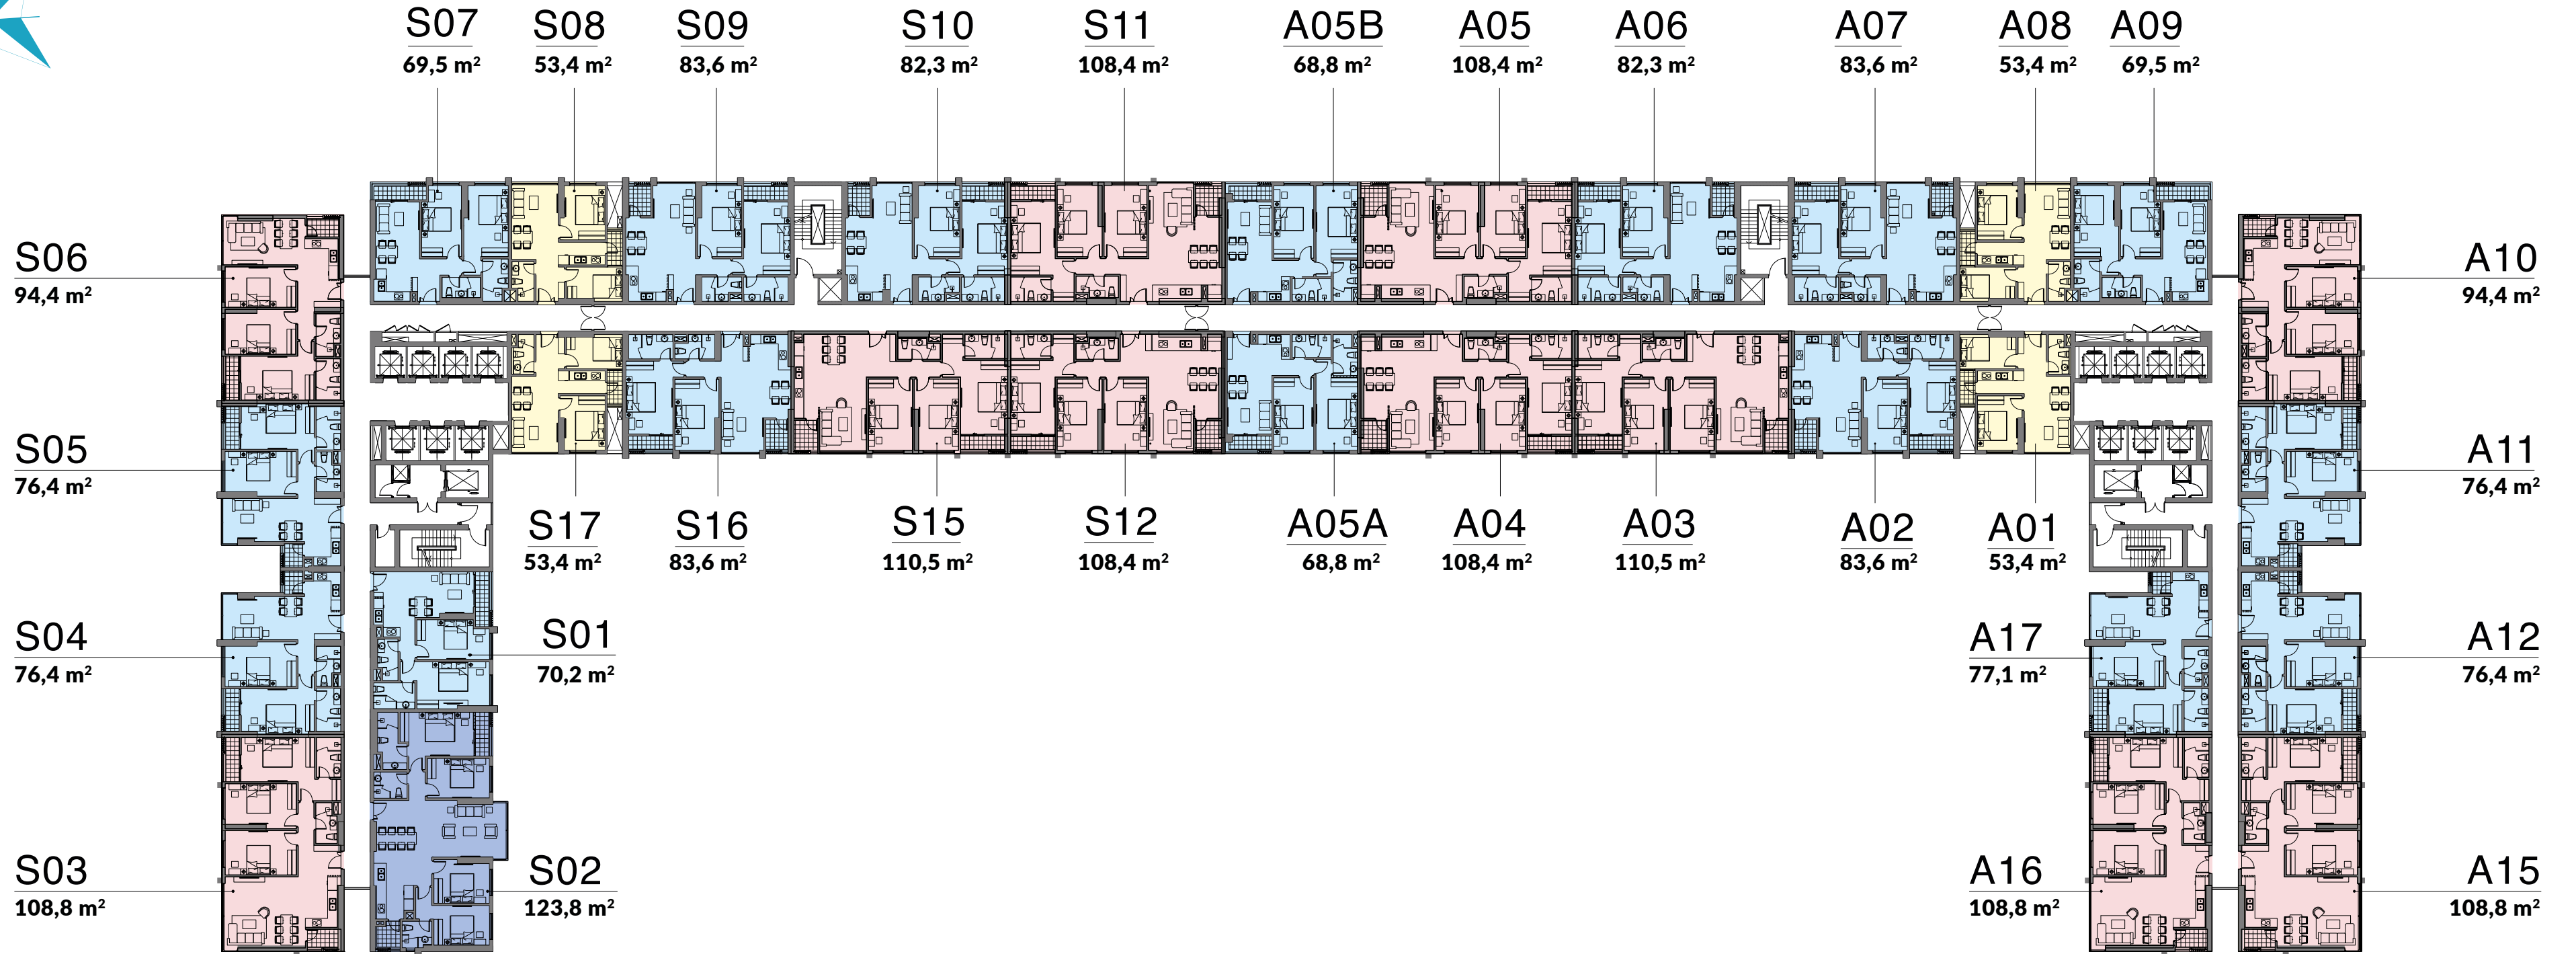 S07
69,5 m²
S08
53,4 m²
S09
83,6 m²
S10
82,3 m²
S11
108,4 m²
A05B
68,8 m²
A05
108,4 m²
A06
82,3 m²
A07
83,6 m²
A08
53,4 m²
A09
69,5 m²
S06
94,4 m²
A10
94,4 m²
S05
76,4 m²
A11
76,4 m²
S17
53,4 m²
S16
83,6 m²
S15
110,5 m²
S12
108,4 m²
A05A
68,8 m²
A04
108,4 m²
A03
110,5 m²
A02
83,6 m²
A01
53,4 m²
S04
76,4 m²
S01
70,2 m²
A17
77,1 m²
A12
76,4 m²
S03
108,8 m²
S02
123,8 m²
A16
108,8 m²
A15
108,8 m²